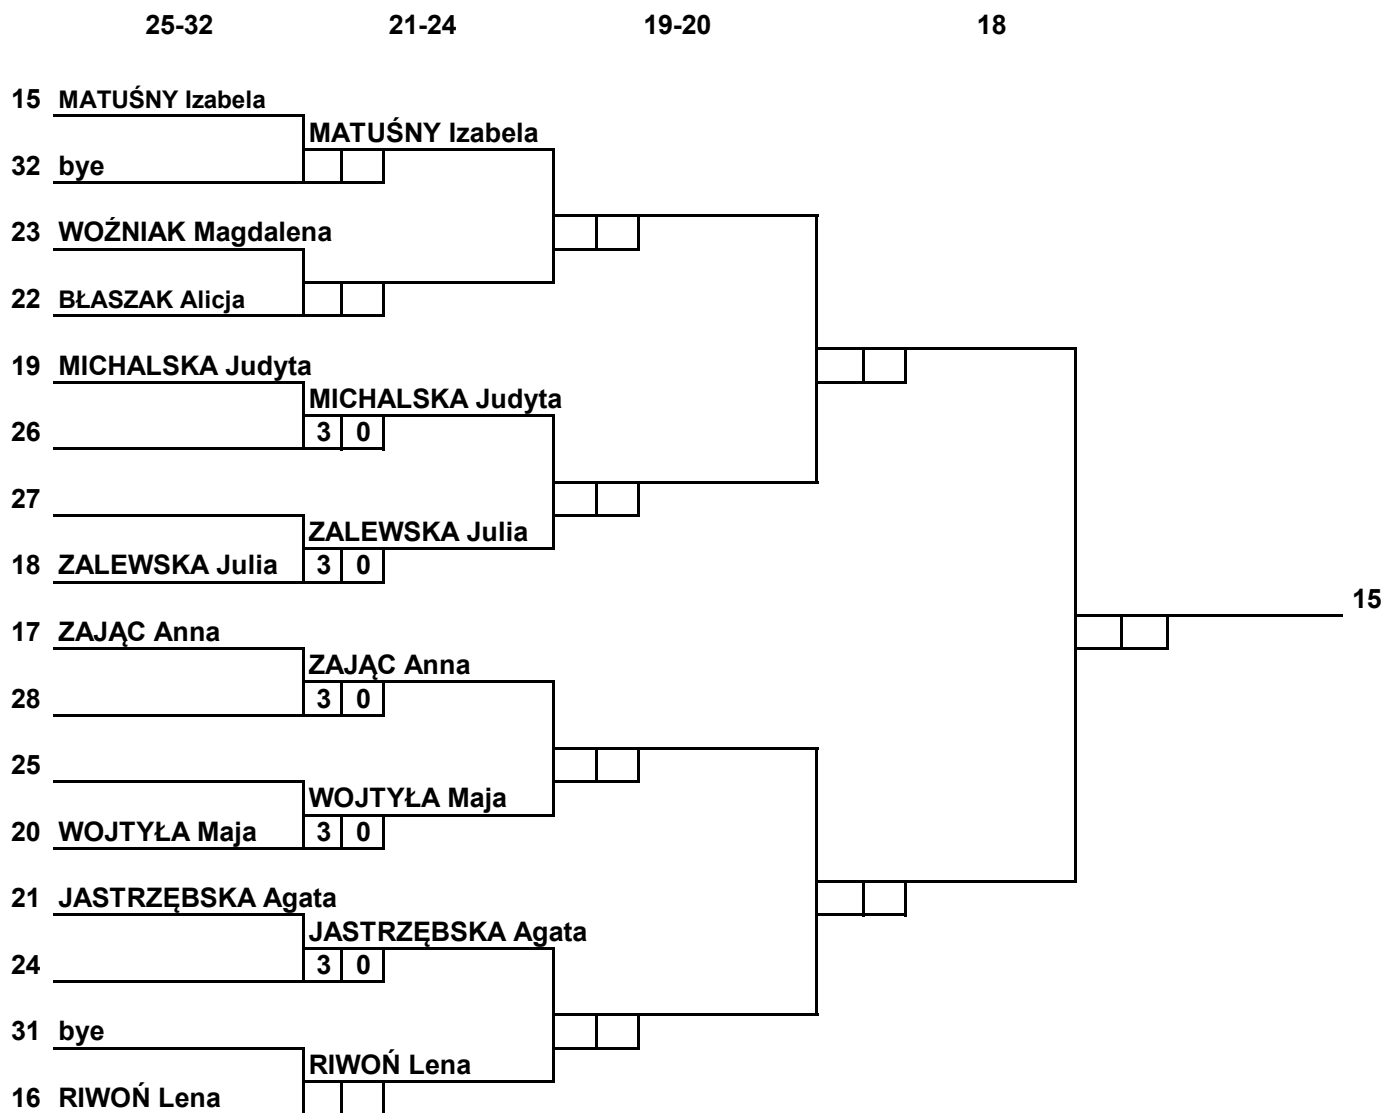 25-32 21-24 19-20 18
15 MATUŚNY Izabela
MATUŚNY Izabela
32 bye
23 WOŹNIAK Magdalena
22 BŁASZAK Alicja
19 MICHALSKA Judyta
MICHALSKA Judyta
26 3 0
27
ZALEWSKA Julia
18 ZALEWSKA Julia 3 0
15
17 ZAJĄC Anna
ZAJĄC Anna
28 3 0
25
WOJTYŁA Maja
20 WOJTYŁA Maja 3 0
21 JASTRZĘBSKA Agata
JASTRZĘBSKA Agata
24 3 0
31 bye
RIWOŃ Lena
16 RIWOŃ Lena